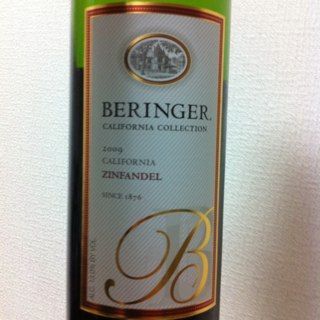 BERINGER.
CALIFORNIA COLLECTION
2009
CALIFORNIA
ZINFANDEL
SINCE 1876
B